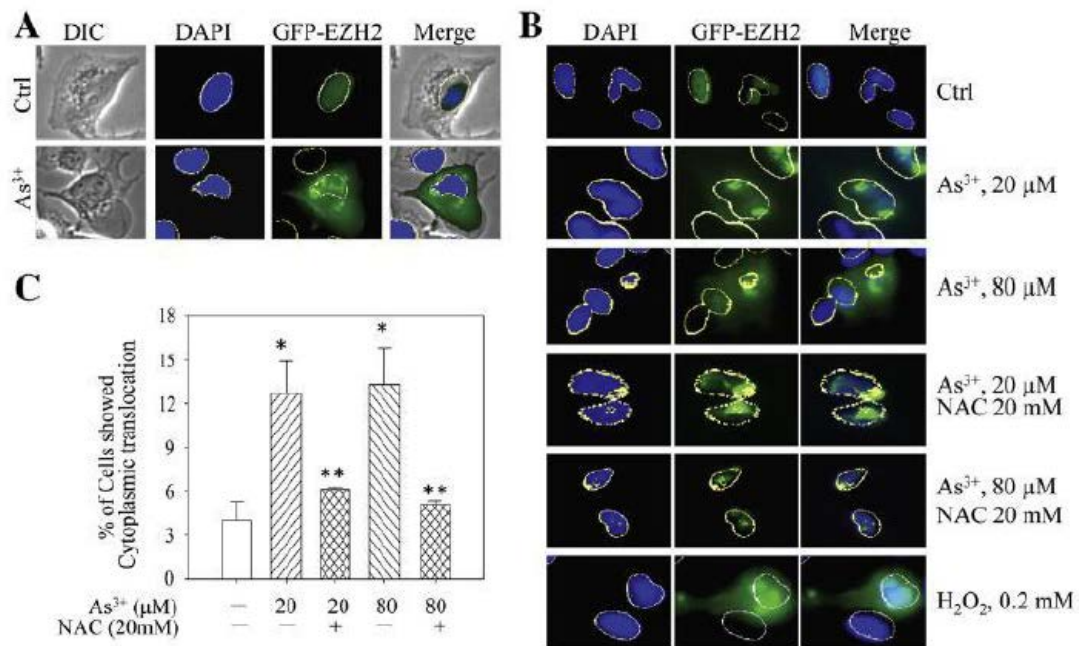 A
DIC DAPI GFP-EZH2 Merge
Ctrl
As³⁺
B
DAPI GFP-EZH2 Merge
Ctrl
As³⁺, 20 µM
As³⁺, 80 µM
As³⁺, 20 µM
NAC 20 mM
As³⁺, 80 µM
NAC 20 mM
H₂O₂, 0.2 mM
C
% of Cells showed
Cytoplasmic translocation
18
15
12
9
6
3
0
*
**
*
**
As³⁺ (µM) — 20 20 80 80
NAC (20mM) — — + — +